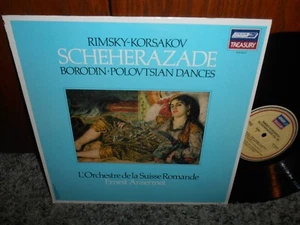 RIMSKY-KORSAKOV
SCHEHERAZADE
BORODIN·POLOVTSIAN DANCES
TREASURY
L'Orchestre de la Suisse Romande
Ernest Ansermet